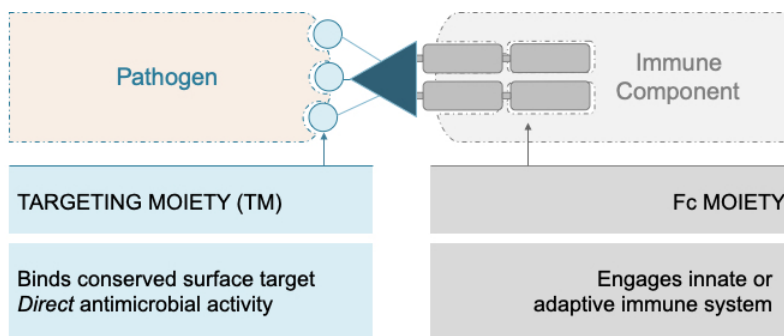 Pathogen
Immune
Component
TARGETING MOIETY (TM)
Fc MOIETY
Binds conserved surface target
Direct antimicrobial activity
Engages innate or
adaptive immune system